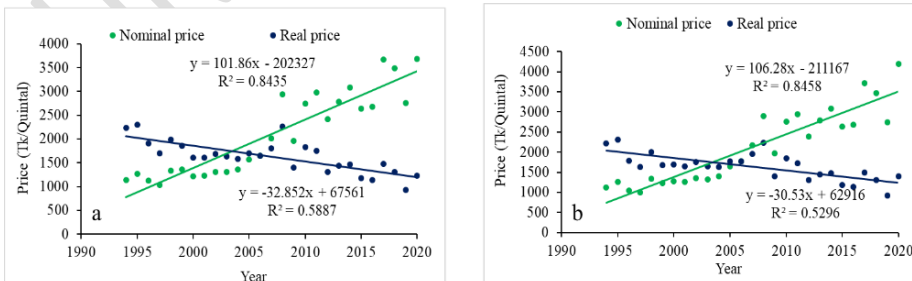 Nominal price Real price
4000
3500
3000
2500
2000
1500
1000
500
0
Price (Tk/Quintal)
y = 101.86x - 202327
R² = 0.8435
y = -32.852x + 67561
R² = 0.5887
a
1990 1995 2000 2005 2010 2015 2020
Year
Nominal price Real price
4500
4000
3500
3000
2500
2000
1500
1000
500
0
Price (Tk/Quintal)
y = 106.28x - 211167
R² = 0.8458
y = -30.53x + 62916
R² = 0.5296
b
1990 1995 2000 2005 2010 2015 2020
Year